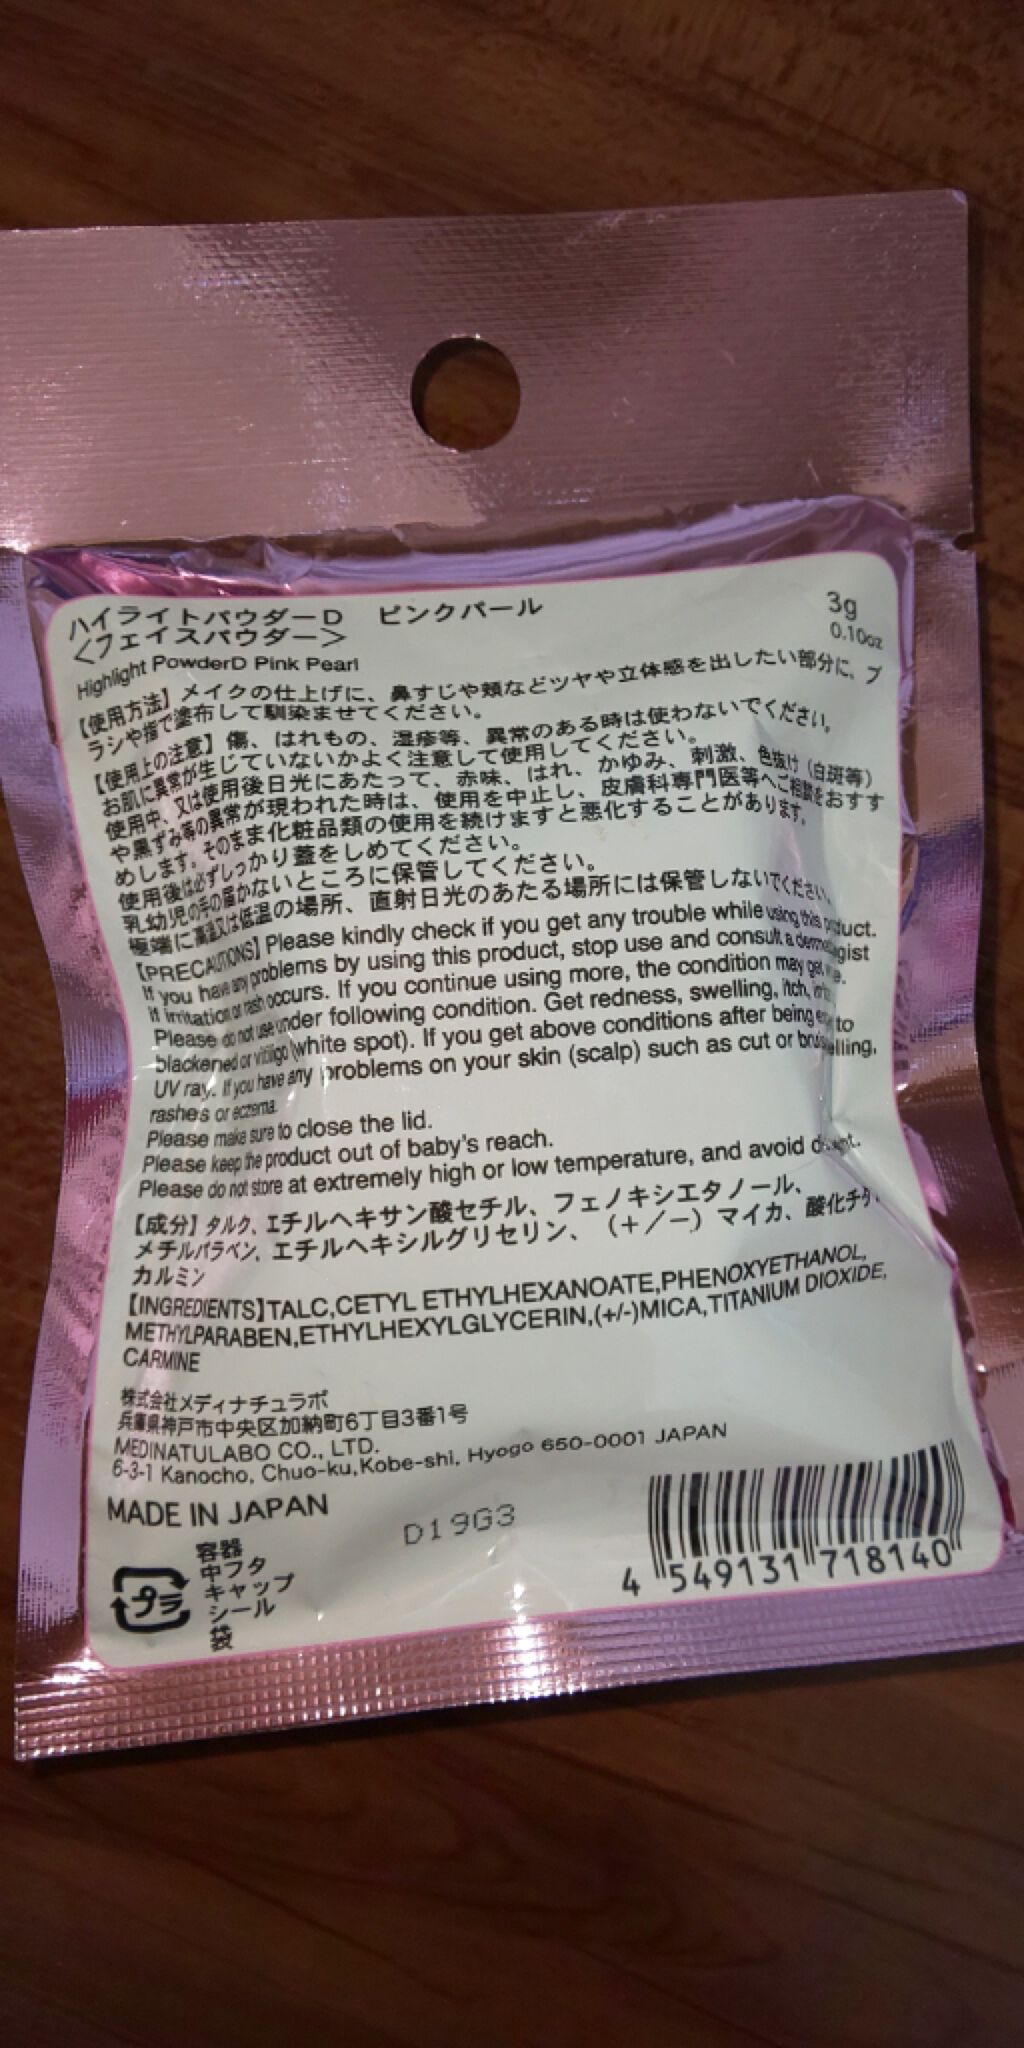 ハイライトパウダーD ピンクパール 3g
<フェイスパウダー> 0.10oz
Highlight PowderD Pink Pearl
【使用方法】メイクの仕上げに、鼻すじや頬などツヤや立体感を出したい部分に、ブ
ラシや指で塗布して馴染ませてください。
【使用上の注意】傷、はれもの、湿疹等、異常のある時は使わないでください。
お肌に異常が生じていないかよく注意して使用してください。
使用中、又は使用後日光にあたって、赤味、はれ、かゆみ、刺激、色抜け（白斑等）
や黒ずみ等の異常が現われた時は、使用を中止し、皮膚科専門医等へご相談をおすす
めします。そのまま化粧品類の使用を続けますと悪化することがあります。
使用後は必ずしっかり蓋をしめてください。
乳幼児の手の届かないところに保管してください。
極端に高温又は低温の場所、直射日光のあたる場所には保管しないでください。
【PRECAUTIONS】Please kindly check if you get any trouble while using this product.
If you have any problems by using this product, stop use and consult a
if irritation or rash occurs. If you continue using more, the condition may get
Please do not use under following condition. Get redness, swelling, itch,
blackened or vitiligo (white spot). If you get above conditions after being to
UV ray. If you have any problems on your skin (scalp) such as cut or
rashes or eczema.
Please make sure to close the lid.
Please keep the product out of baby's reach.
Please do not store at extremely high or low temperature, and avoid
【成分】タルク、エチルヘキサン酸セチル、フェノキシエタノール、
メチルパラベン、エチルヘキシルグリセリン、（＋／－）マイカ、酸化チタ
カルミン
【INGREDIENTS】TALC,CETYL ETHYLHEXANOATE,PHENOXYETHANOL,
METHYLPARABEN,ETHYLHEXYLGLYCERIN,(+/-)MICA,TITANIUM DIOXIDE,
CARMINE
株式会社メディナチュラボ
兵庫県神戸市中央区加納町6丁目3番1号
MEDINATULABO CO., LTD.
6-3-1 Kanocho, Chuo-ku,Kobe-shi, Hyogo 650-0001 JAPAN
MADE IN JAPAN
D19G3
プラ
容器
中フタ
キャップ
シール
袋
4 549131 718140